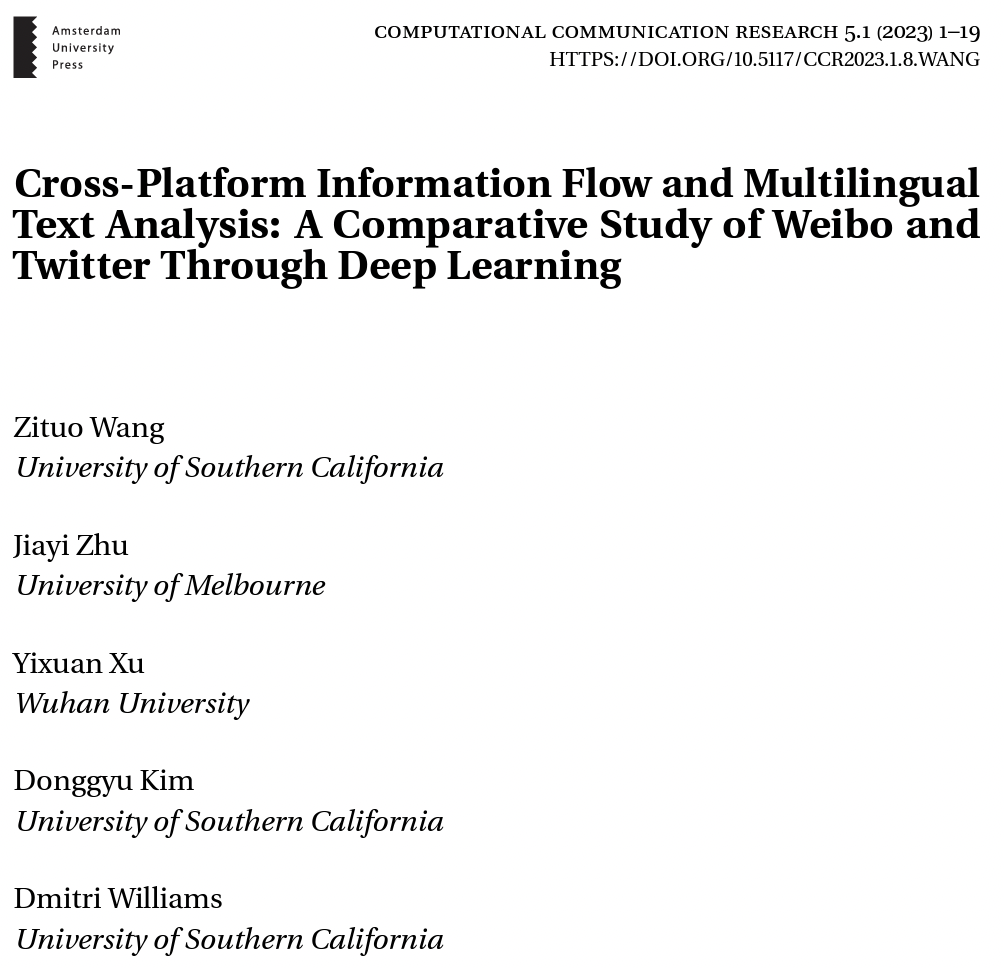 Amsterdam
University
Press
COMPUTATIONAL COMMUNICATION RESEARCH 5.1 (2023) 1–19
HTTPS://DOI.ORG/10.5117/CCR2023.1.8.WANG
Cross-Platform Information Flow and Multilingual
Text Analysis: A Comparative Study of Weibo and
Twitter Through Deep Learning
Zituo Wang
University of Southern California
Jiayi Zhu
University of Melbourne
Yixuan Xu
Wuhan University
Donggyu Kim
University of Southern California
Dmitri Williams
University of Southern California